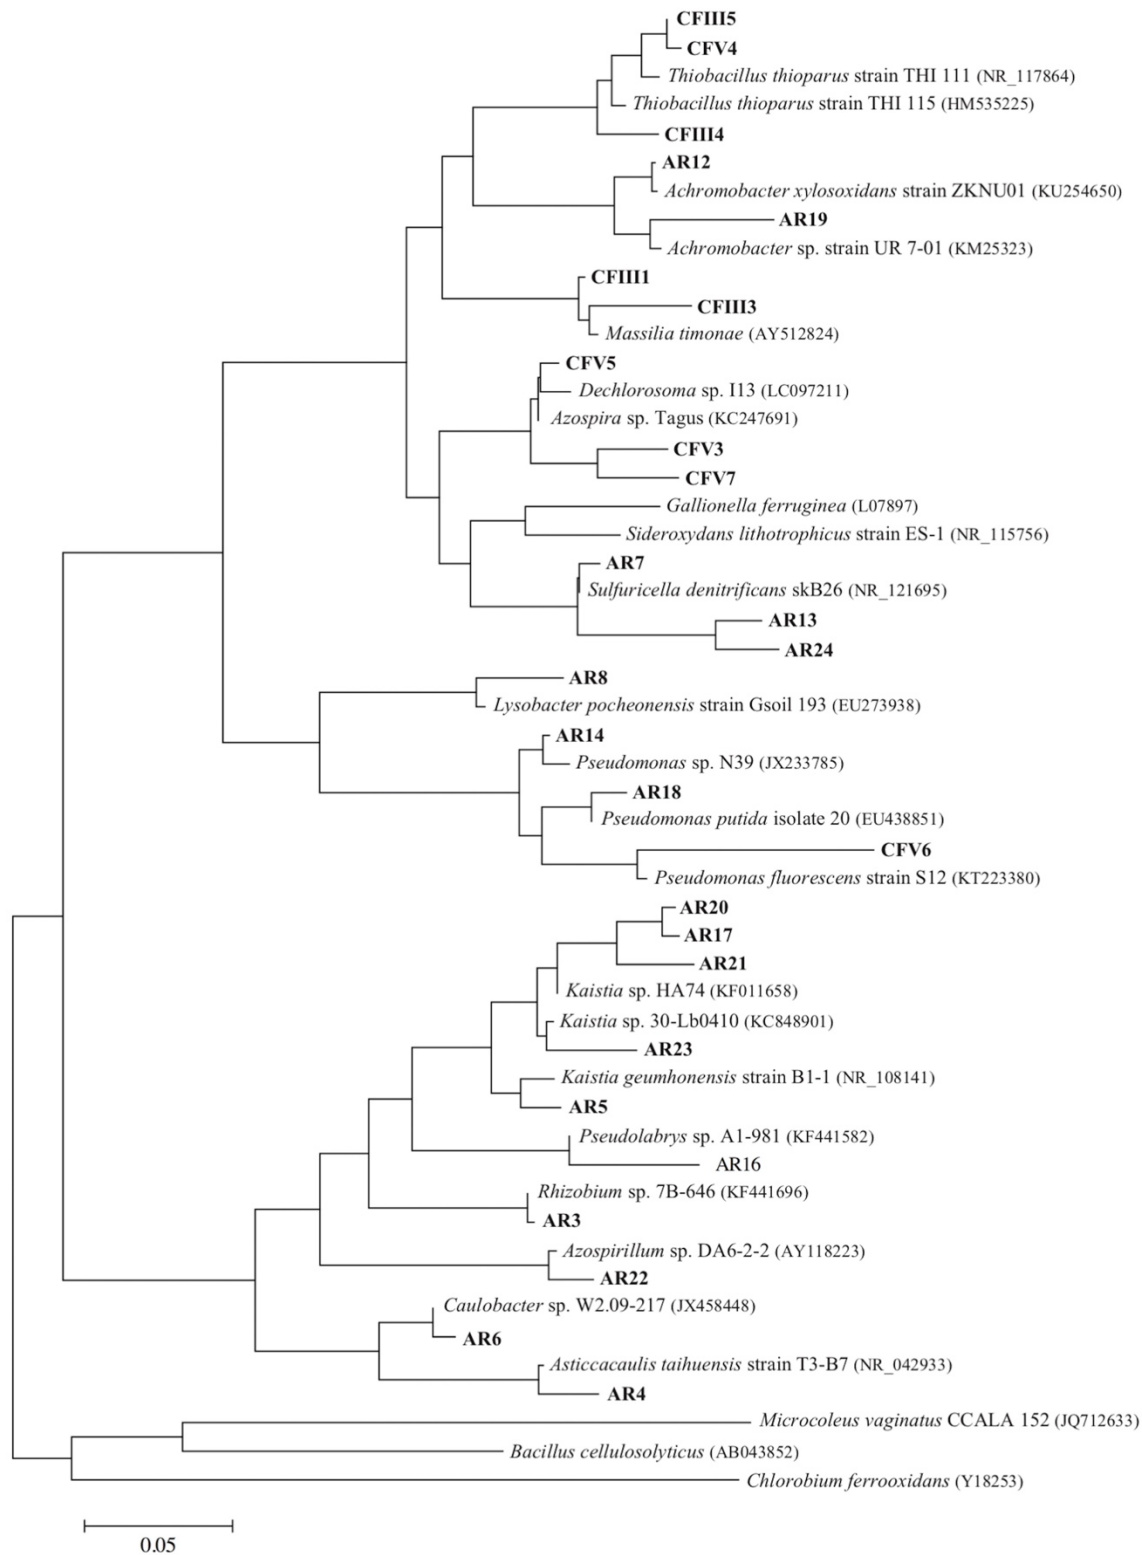 CFIII5
CFV4
Thiobacillus thioparus strain THI 111 (NR_117864)
Thiobacillus thioparus strain THI 115 (HM535225)
CFIII4
AR12
Achromobacter xylosoxidans strain ZKNU01 (KU254650)
AR19
Achromobacter sp. strain UR 7-01 (KM25323)
CFIII1
CFIII3
Massilia timonae (AY512824)
CFV5
Dechlorosoma sp. I13 (LC097211)
Azospira sp. Tagus (KC247691)
CFV3
CFV7
Gallionella ferruginea (L07897)
Sideroxydans lithotrophicus strain ES-1 (NR_115756)
AR7
Sulfuricella denitrificans skB26 (NR_121695)
AR13
AR24
AR8
Lysobacter pocheonensis strain Gsoil 193 (EU273938)
AR14
Pseudomonas sp. N39 (JX233785)
AR18
Pseudomonas putida isolate 20 (EU438851)
CFV6
Pseudomonas fluorescens strain S12 (KT223380)
AR20
AR17
AR21
Kaistia sp. HA74 (KF011658)
Kaistia sp. 30-Lb0410 (KC848901)
AR23
Kaistia geumhonensis strain B1-1 (NR_108141)
AR5
Pseudolabrys sp. A1-981 (KF441582)
AR16
Rhizobium sp. 7B-646 (KF441696)
AR3
Azospirillum sp. DA6-2-2 (AY118223)
AR22
Caulobacter sp. W2.09-217 (JX458448)
AR6
Asticcacaulis taihuensis strain T3-B7 (NR_042933)
AR4
Microcoleus vaginatus CCALA 152 (JQ712633)
Bacillus cellulosolyticus (AB043852)
Chlorobium ferrooxidans (Y18253)
0.05